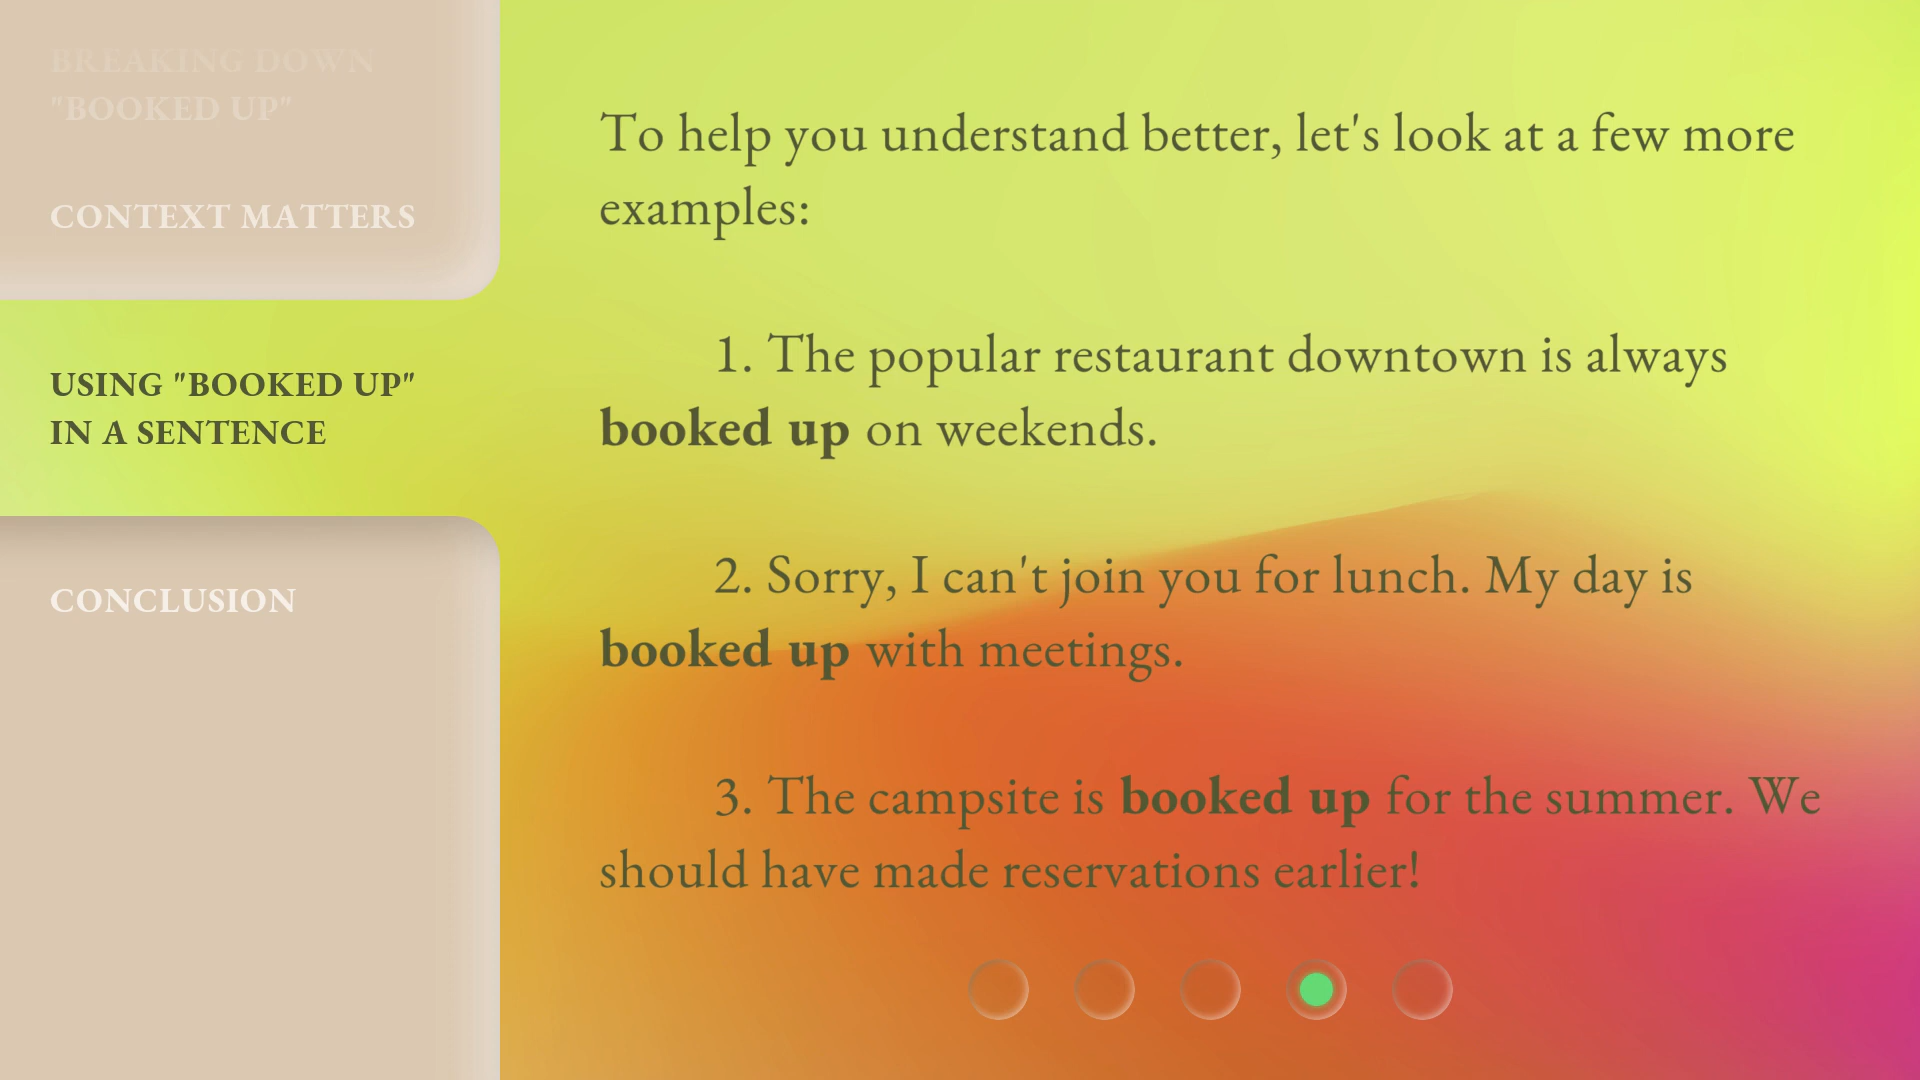 BREAKING DOWN
"BOOKED UP"
CONTEXT MATTERS
USING "BOOKED UP"
IN A SENTENCE
CONCLUSION
To help you understand better, let's look at a few more
examples:
1. The popular restaurant downtown is always
booked up on weekends.
2. Sorry, I can't join you for lunch. My day is
booked up with meetings.
3. The campsite is booked up for the summer. We
should have made reservations earlier!